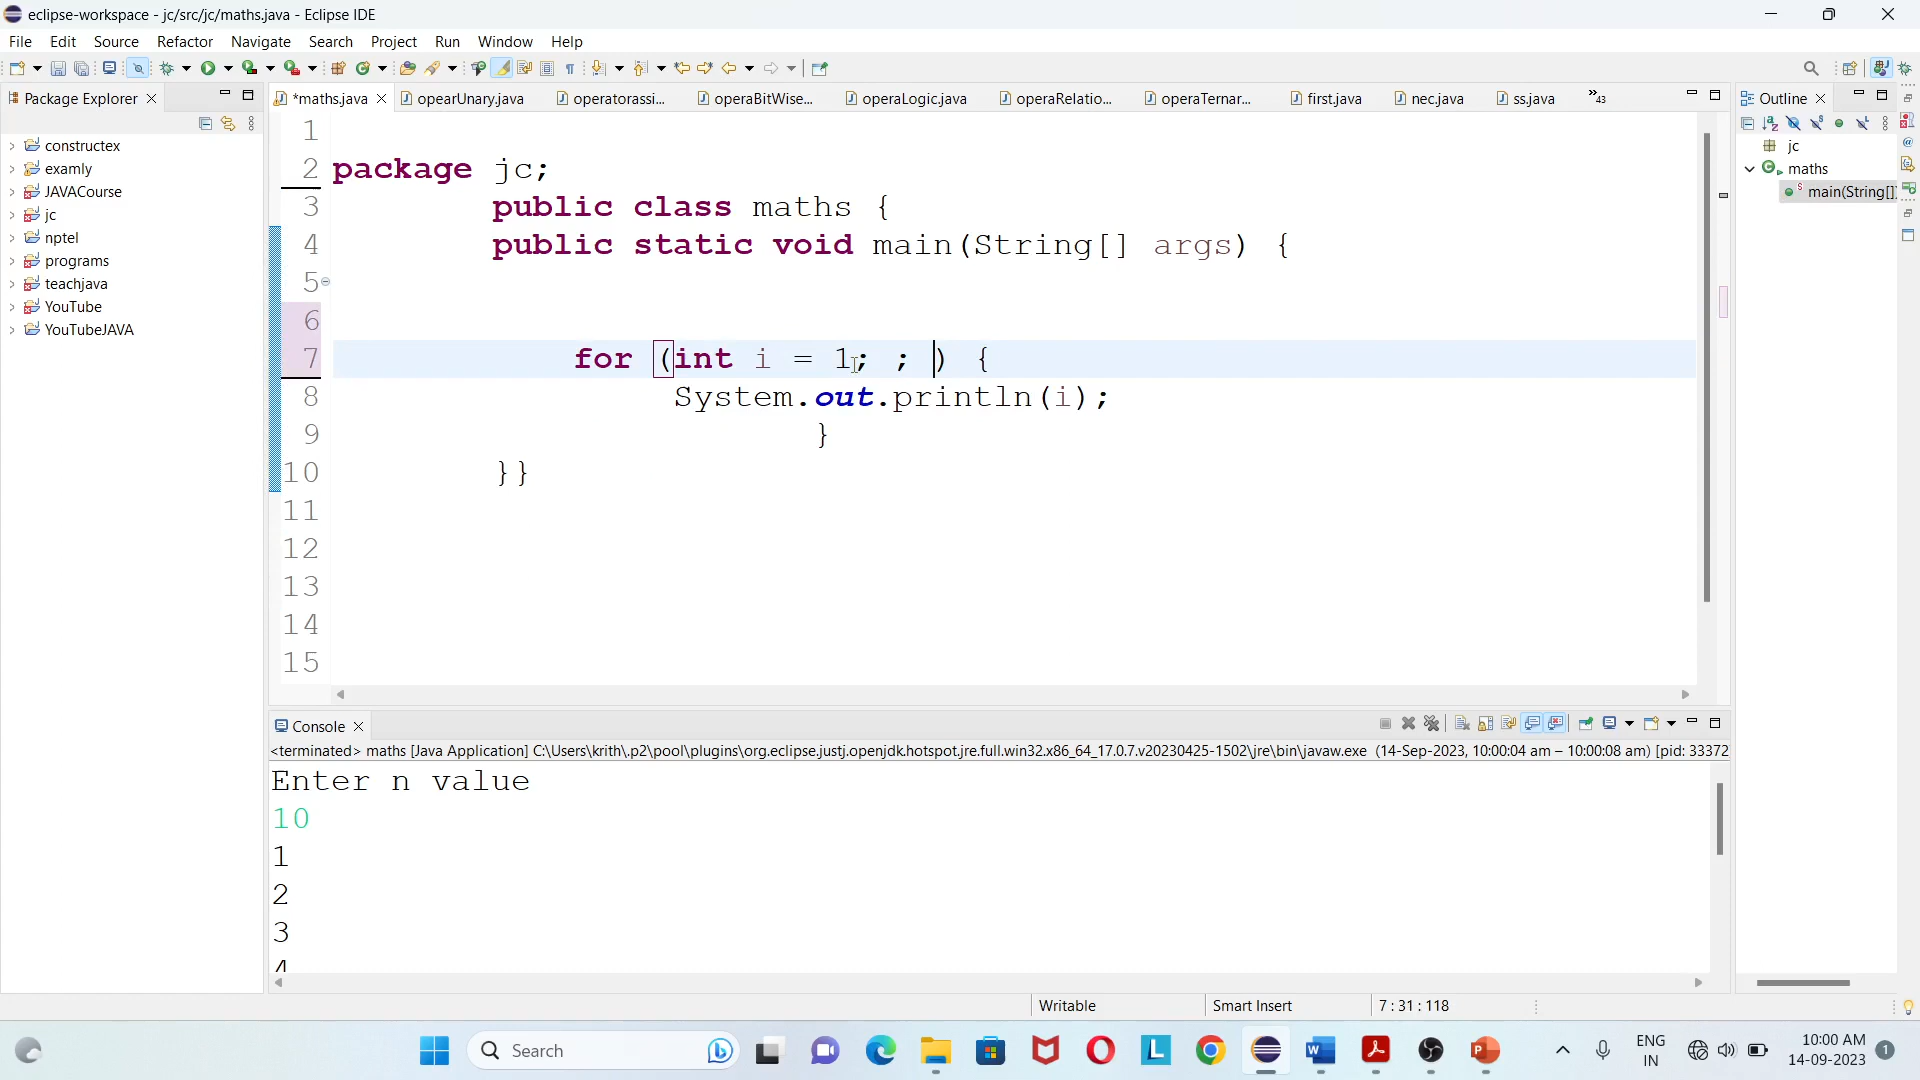 eclipse-workspace - jc/src/jc/maths.java - Eclipse IDE
File Edit Source Refactor Navigate Search Project Run Window Help
Package Explorer
*maths.java opearUnary.java operatorassi... operaBitWise... operaLogic.java operaRelatio... operaTernar... first.java nec.java ss.java »43
Outline
constructex
examly
JAVACourse
jc
nptel
programs
teachjava
YouTube
YouTubeJAVA
1
2 package jc;
3 public class maths {
4 public static void main(String[] args) {
5
6
7 for (int i = 1; ; ) {
8 System.out.println(i);
9 }
10 }}
11
12
13
14
15
jc
maths
main(String[])
Console
<terminated> maths [Java Application] C:\Users\krith\.p2\pool\plugins\org.eclipse.justj.openjdk.hotspot.jre.full.win32.x86_64_17.0.7.v20230425-1502\jre\bin\javaw.exe (14-Sep-2023, 10:00:04 am – 10:00:08 am) [pid: 33372
Enter n value
10
1
2
3
4
Writable Smart Insert 7 : 31 : 118
Search
ENG
IN
10:00 AM
14-09-2023
1